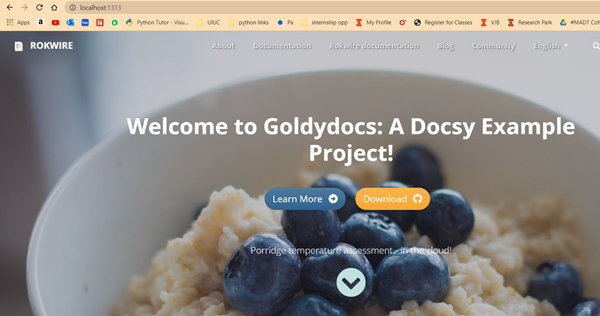 localhost:1313
Apps Python Tutor - Visu... UIUC python links Pa internship opp My Profile Register for Classes VJ8 Research Park #MAD7 Coh
ROKWIRE About Documentation Rokwire documentation Blog Community English
Welcome to Goldydocs: A Docsy Example
Project!
Learn More Download
Porridge temperature assessment - in the cloud!